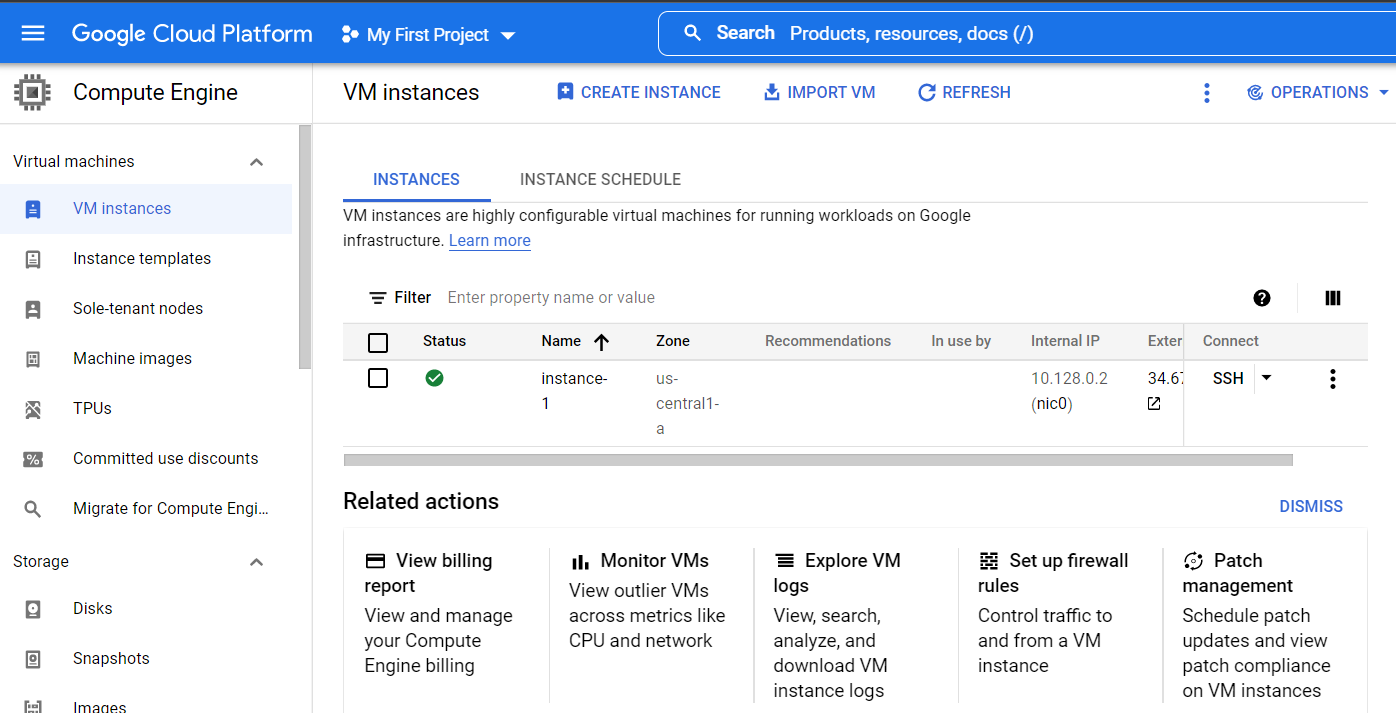 Google Cloud Platform
My First Project
Search Products, resources, docs (/)
Compute Engine
VM instances
CREATE INSTANCE
IMPORT VM
REFRESH
OPERATIONS
Virtual machines
VM instances
Instance templates
Sole-tenant nodes
Machine images
TPUs
Committed use discounts
Migrate for Compute Engi...
Storage
Disks
Snapshots
Images
INSTANCES
INSTANCE SCHEDULE
VM instances are highly configurable virtual machines for running workloads on Google
infrastructure. Learn more
Filter Enter property name or value
Status Name Zone Recommendations In use by Internal IP Exter Connect
instance- us- 10.128.0.2 34.67 SSH
1 central1- (nic0)
a
Related actions
DISMISS
View billing
report
View and manage
your Compute
Engine billing
Monitor VMs
View outlier VMs
across metrics like
CPU and network
Explore VM
logs
View, search,
analyze, and
download VM
instance logs
Set up firewall
rules
Control traffic to
and from a VM
instance
Patch
management
Schedule patch
updates and view
patch compliance
on VM instances